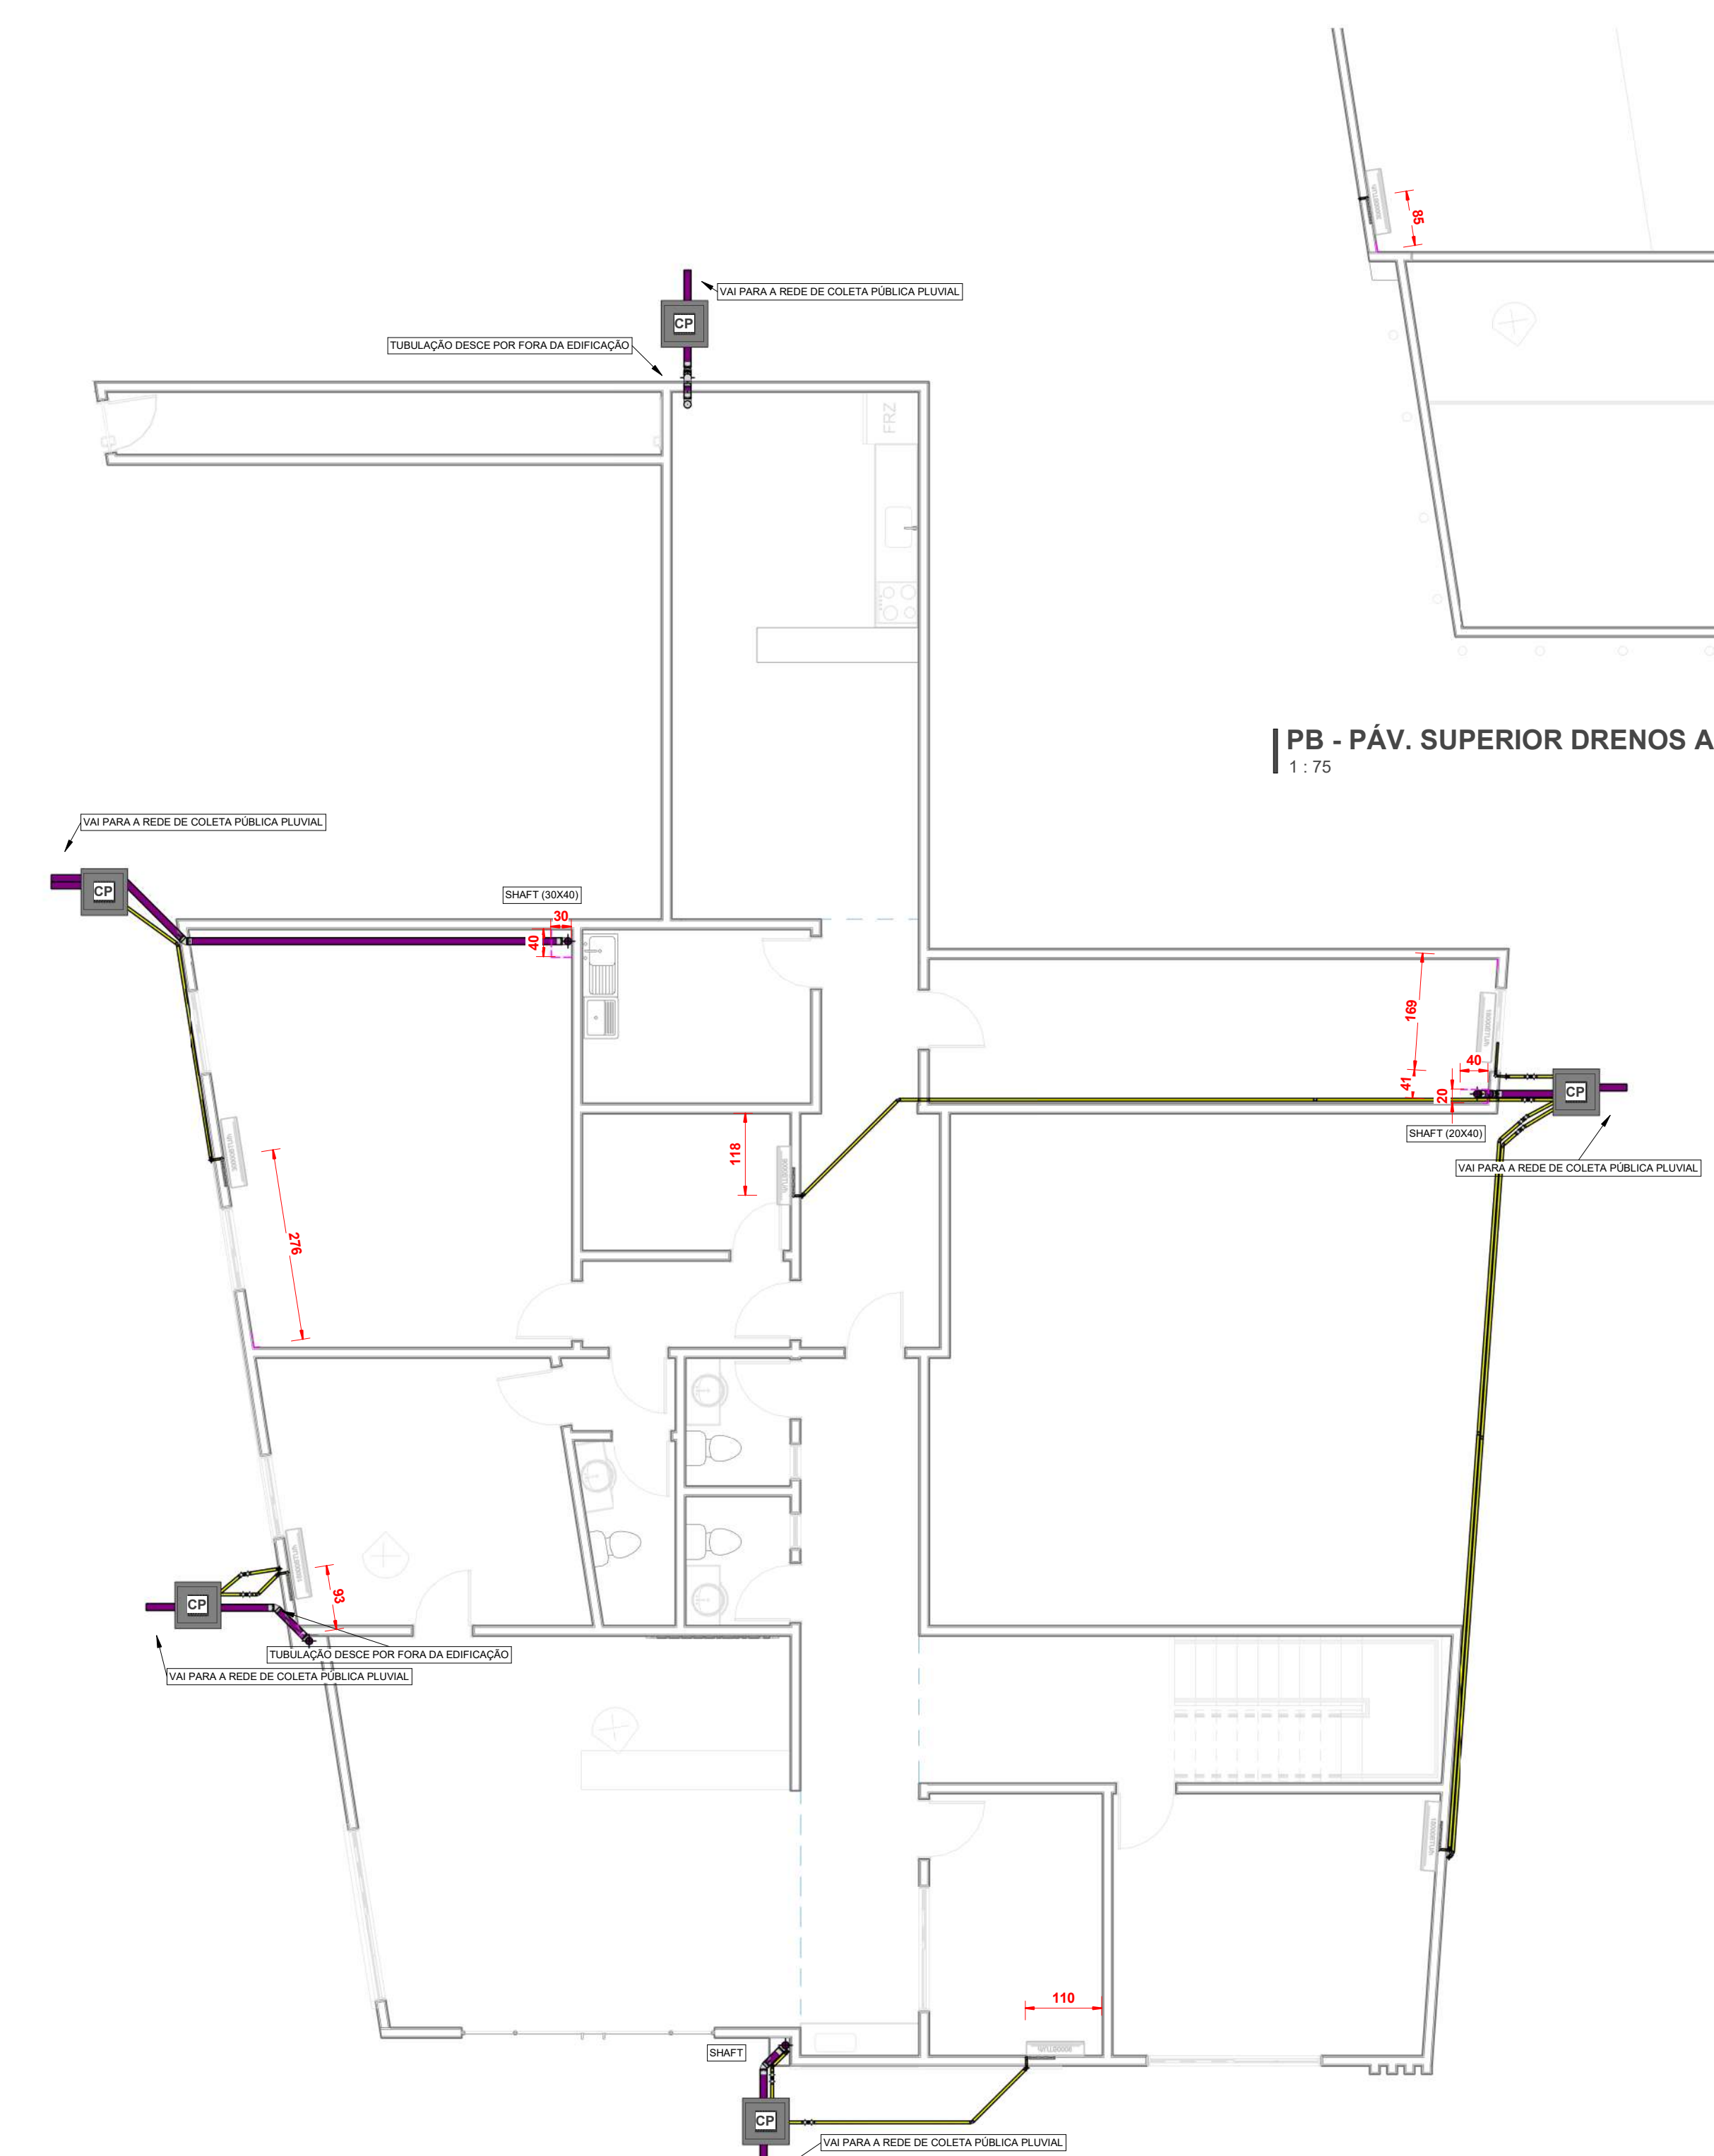 85
VAI PARA A REDE DE COLETA PÚBLICA PLUVIAL
CP
TUBULAÇÃO DESCE POR FORA DA EDIFICAÇÃO
FRZ
PB - PÁV. SUPERIOR DRENOS A
1 : 75
VAI PARA A REDE DE COLETA PÚBLICA PLUVIAL
CP
SHAFT (30X40)
30
40
169
40
41
20
CP
SHAFT (20X40)
VAI PARA A REDE DE COLETA PÚBLICA PLUVIAL
118
276
93
CP
TUBULAÇÃO DESCE POR FORA DA EDIFICAÇÃO
VAI PARA A REDE DE COLETA PÚBLICA PLUVIAL
110
SHAFT
CP
VAI PARA A REDE DE COLETA PÚBLICA PLUVIAL